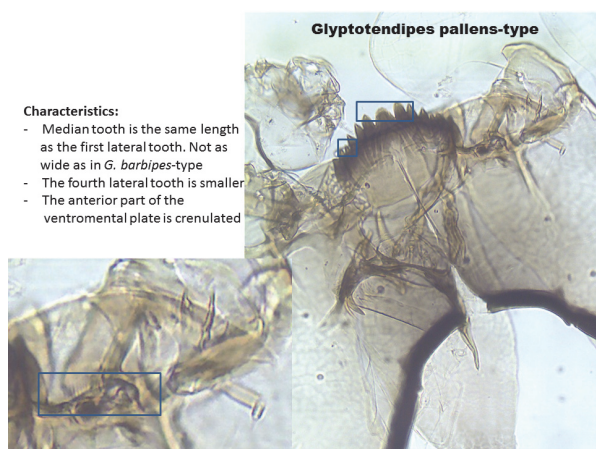 Glyptotendipes pallens-type
Characteristics:
- Median tooth is the same length
as the first lateral tooth. Not as
wide as in G. barbipes-type
- The fourth lateral tooth is smaller
- The anterior part of the
ventromental plate is crenulated